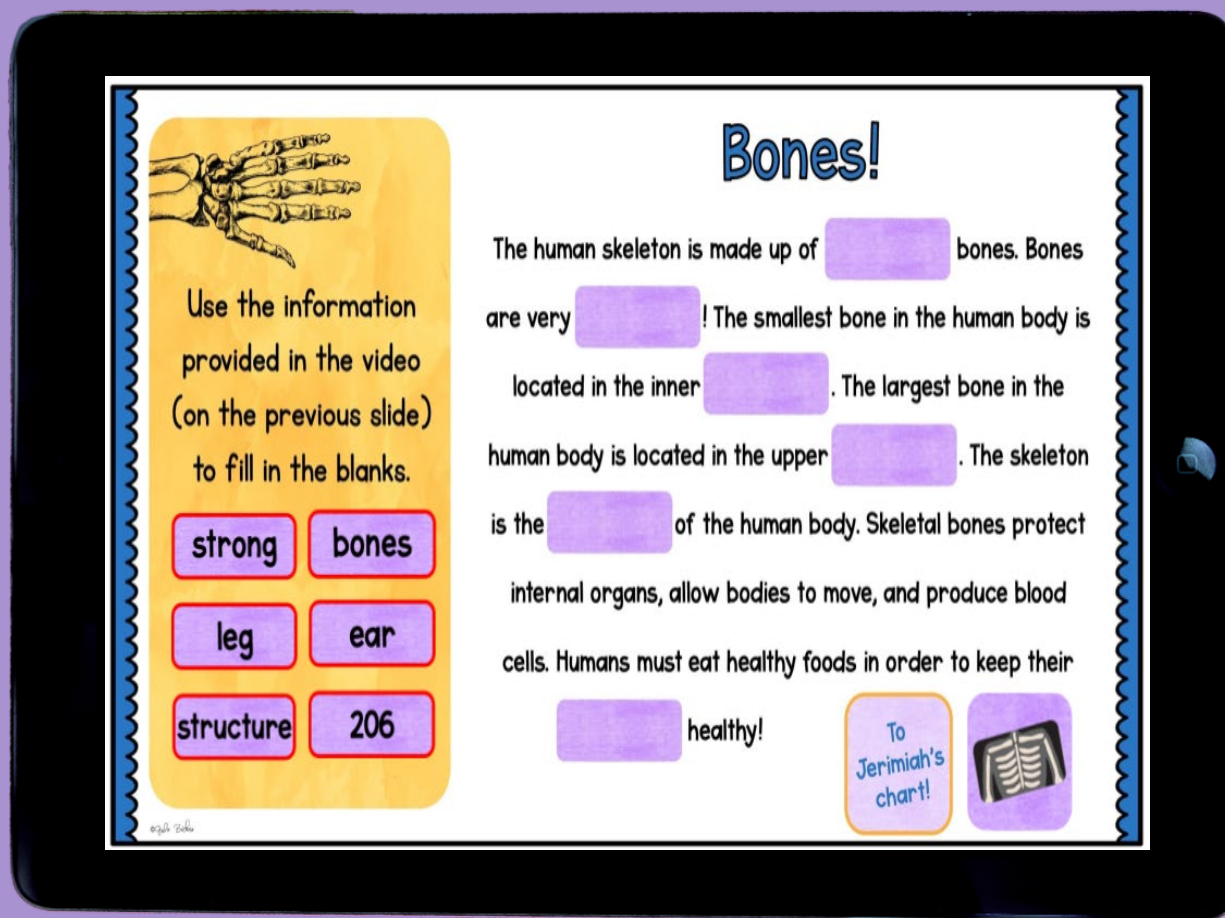 Bones!
Use the information
provided in the video
(on the previous slide)
to fill in the blanks.
strong bones
leg ear
structure 206
The human skeleton is made up of bones. Bones
are very ! The smallest bone in the human body is
located in the inner . The largest bone in the
human body is located in the upper . The skeleton
is the of the human body. Skeletal bones protect
internal organs, allow bodies to move, and produce blood
cells. Humans must eat healthy foods in order to keep their
healthy!
To
Jerimiah's
chart!